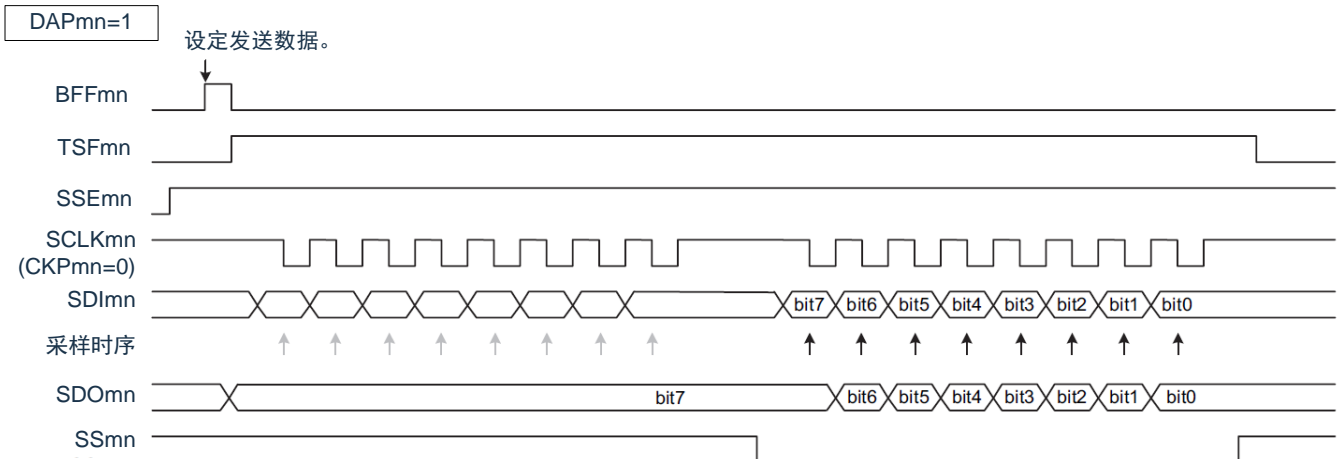 DAPmn=1
设定发送数据。
BFFmn
TSFmn
SSEmn
SCLKmn
(CKPmn=0)
SDImn
bit7 bit6 bit5 bit4 bit3 bit2 bit1 bit0
采样时序
SDOmn
bit7 bit6 bit5 bit4 bit3 bit2 bit1 bit0
SSmn